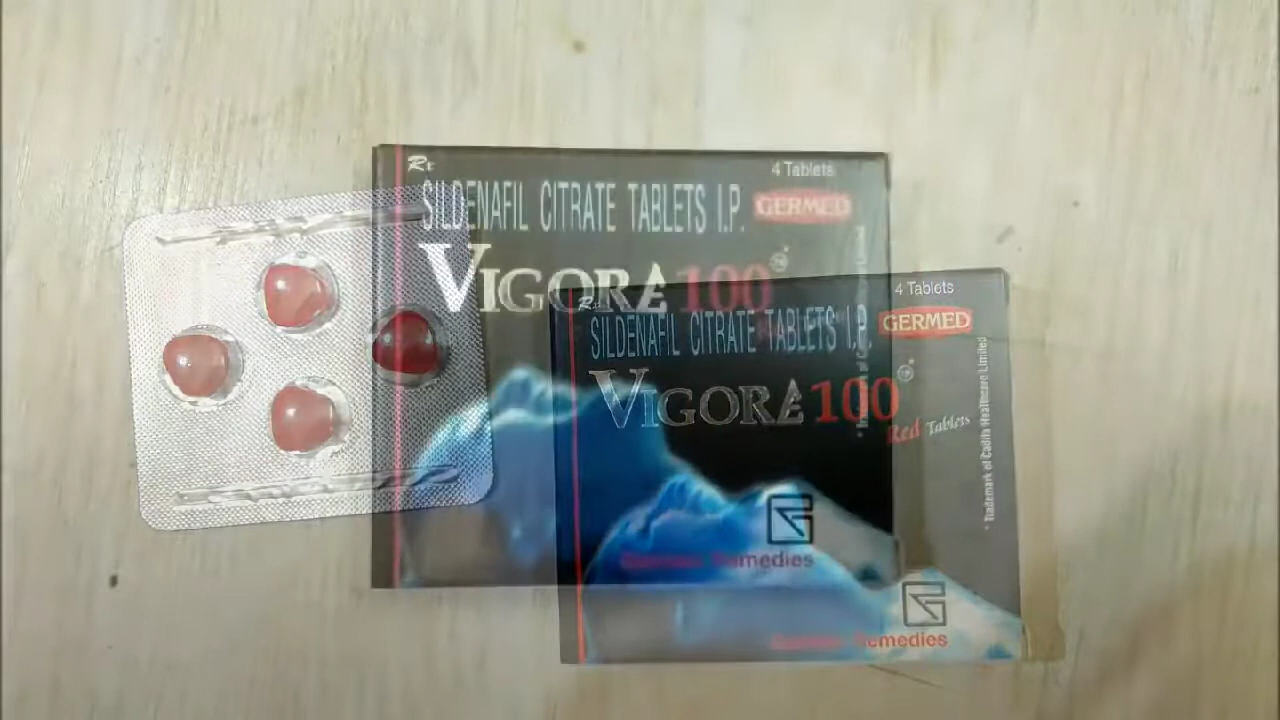 Rx
4 Tablets
SILDENAFIL CITRATE TABLETS I.P.
GERMED
VIGORA 100
Remedies
Rx
4 Tablets
SILDENAFIL CITRATE TABLETS I.P.
GERMED
VIGORA 100
Red Tablets
* Trademark of Cadila Healthcare Limited
Remedies